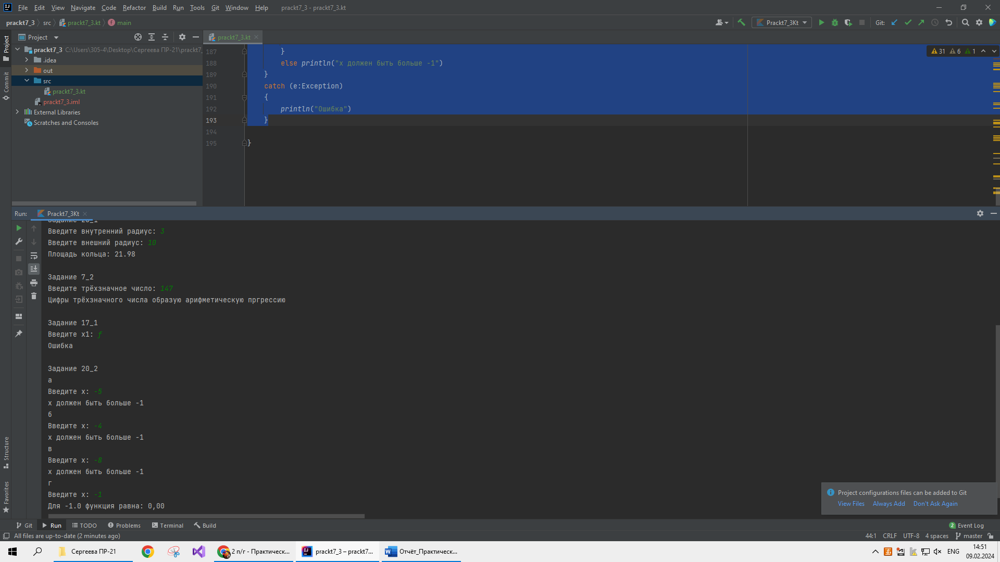 File Edit View Navigate Code Refactor Build Run Tools Git Window Help prackt7_3 - prackt7_3.kt
prackt7_3 src prackt7_3.kt main
Prackt7_3Kt Git:
Project
prackt7_3.kt
prackt7_3 C:\Users\305-4\Desktop\Сергеева ПР-21\prackt7_
.idea
out
src
prackt7_3.kt
prackt7_3.iml
External Libraries
Scratches and Consoles
Project
Commit
Structure
Favorites
31 6 1
187 }
188 else println("x должен быть больше -1")
189 }
190 catch (e:Exception)
191 {
192 println("Ошибка")
193 }
194
195 }
Run: Prackt7_3Kt
Задание 20_1
Введите внутренний радиус: 3
Введите внешний радиус: 10
Площадь кольца: 21.98
Задание 7_2
Введите трёхзначное число: 147
Цифры трёхзначного числа образую арифметическую пргрессию
Задание 17_1
Введите x1: f
Ошибка
Задание 20_2
а
Введите x: -5
x должен быть больше -1
б
Введите x: -4
x должен быть больше -1
в
Введите x: -8
x должен быть больше -1
г
Введите x: -1
Для -1.0 функция равна: 0,00
Project configurations files can be added to Git
View Files Always Add Don't Ask Again
Git Run TODO Problems Terminal Build
2 Event Log
All files are up-to-date (2 minutes ago)
44:1 CRLF UTF-8 4 spaces master
Сергеева ПР-21
2 п/г - Практическ...
prackt7_3 – prackt7...
Отчёт_Практическ...
ENG
14:51
09.02.2024